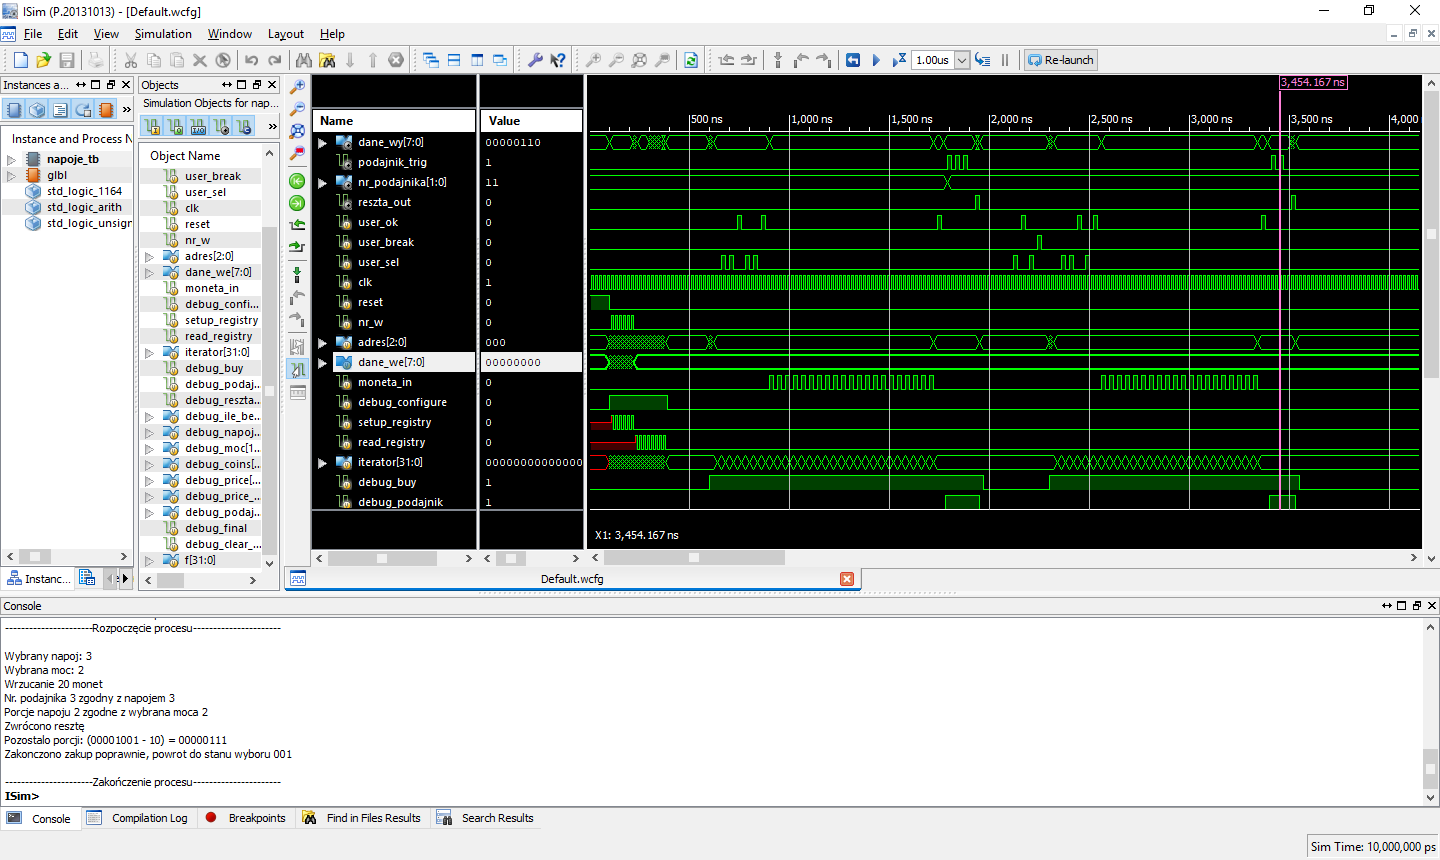 ISim (P.20131013) - [Default.wcfg]
File Edit View Simulation Window Layout Help
1.00us Re-launch
Instances a...
Instance and Process N
napoje_tb
glbl
std_logic_1164
std_logic_arith
std_logic_unsign
Instanc...
Objects
Simulation Objects for nap...
Object Name
user_break
user_sel
clk
reset
nr_w
adres[2:0]
dane_we[7:0]
moneta_in
debug_confi...
setup_registry
read_registry
iterator[31:0]
debug_buy
debug_podaj...
debug_reszta...
debug_ile_be...
debug_napoj...
debug_moc[1...
debug_coins[...
debug_price[...
debug_price_...
debug_podaj...
debug_final
debug_clear_...
f[31:0]
Name Value
dane_wy[7:0] 00000110
podajnik_trig 1
nr_podajnika[1:0] 11
reszta_out 0
user_ok 0
user_break 0
user_sel 0
clk 1
reset 0
nr_w 0
adres[2:0] 000
dane_we[7:0] 00000000
moneta_in 0
debug_configure 0
setup_registry 0
read_registry 0
iterator[31:0] 00000000000000
debug_buy 1
debug_podajnik 1
3,454.167 ns
500 ns 1,000 ns 1,500 ns 2,000 ns 2,500 ns 3,000 ns 3,500 ns 4,000
X1: 3,454.167 ns
Default.wcfg
Console
----------------------Rozpoczęcie procesu----------------------
Wybrany napoj: 3
Wybrana moc: 2
Wrzucanie 20 monet
Nr. podajnika 3 zgodny z napojem 3
Porcje napoju 2 zgodne z wybrana moca 2
Zwrócono resztę
Pozostalo porcji: (00001001 - 10) = 00000111
Zakonczono zakup poprawnie, powrot do stanu wyboru 001
----------------------Zakończenie procesu----------------------
ISim>
Console Compilation Log Breakpoints Find in Files Results Search Results
Sim Time: 10,000,000 ps